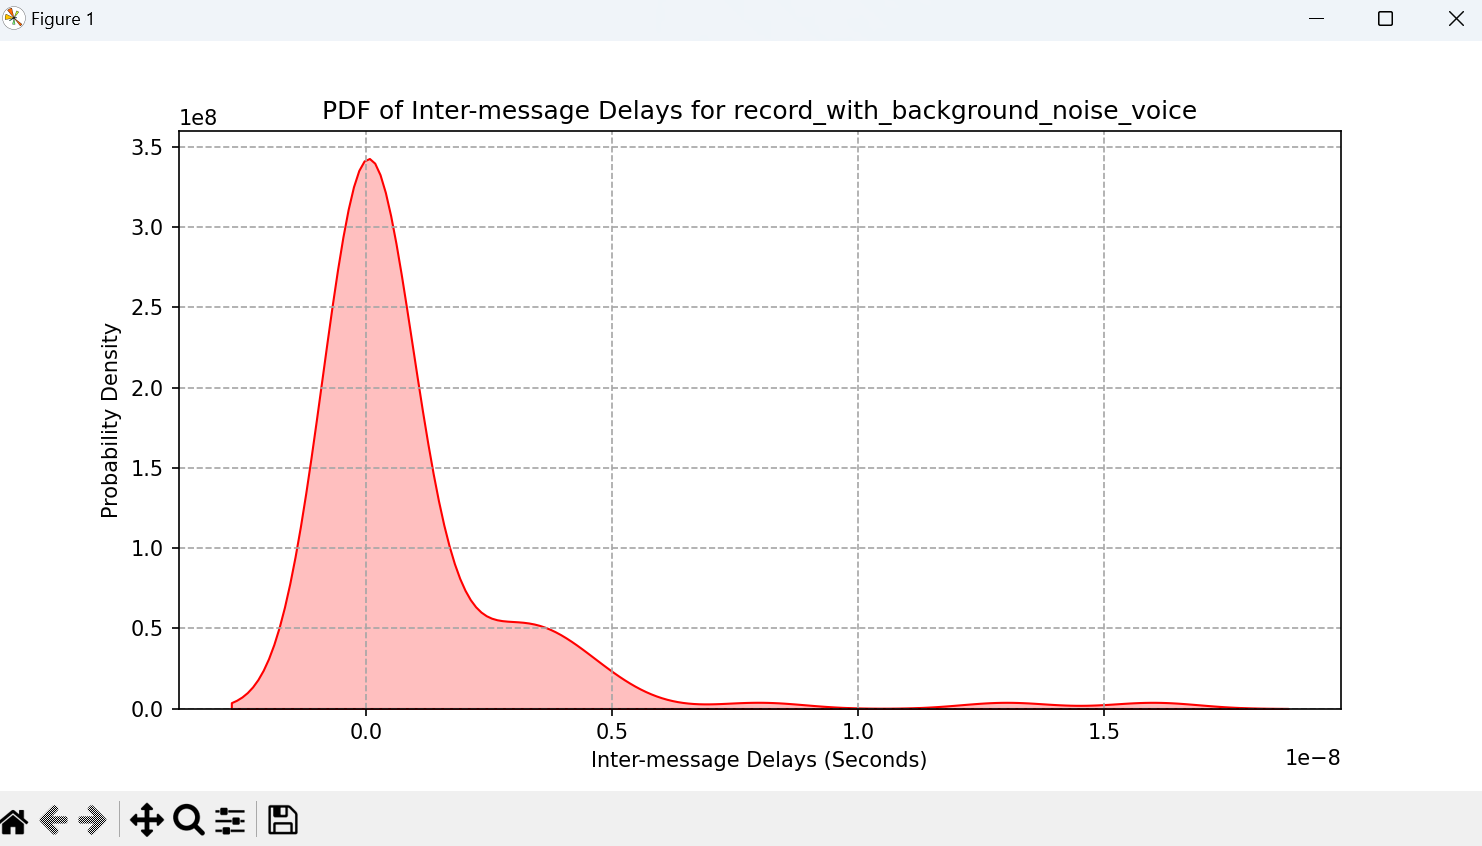 Figure 1
PDF of Inter-message Delays for record_with_background_noise_voice
1e8
3.5
3.0
2.5
2.0
1.5
1.0
0.5
0.0
Probability Density
0.0 0.5 1.0 1.5
Inter-message Delays (Seconds)
1e−8